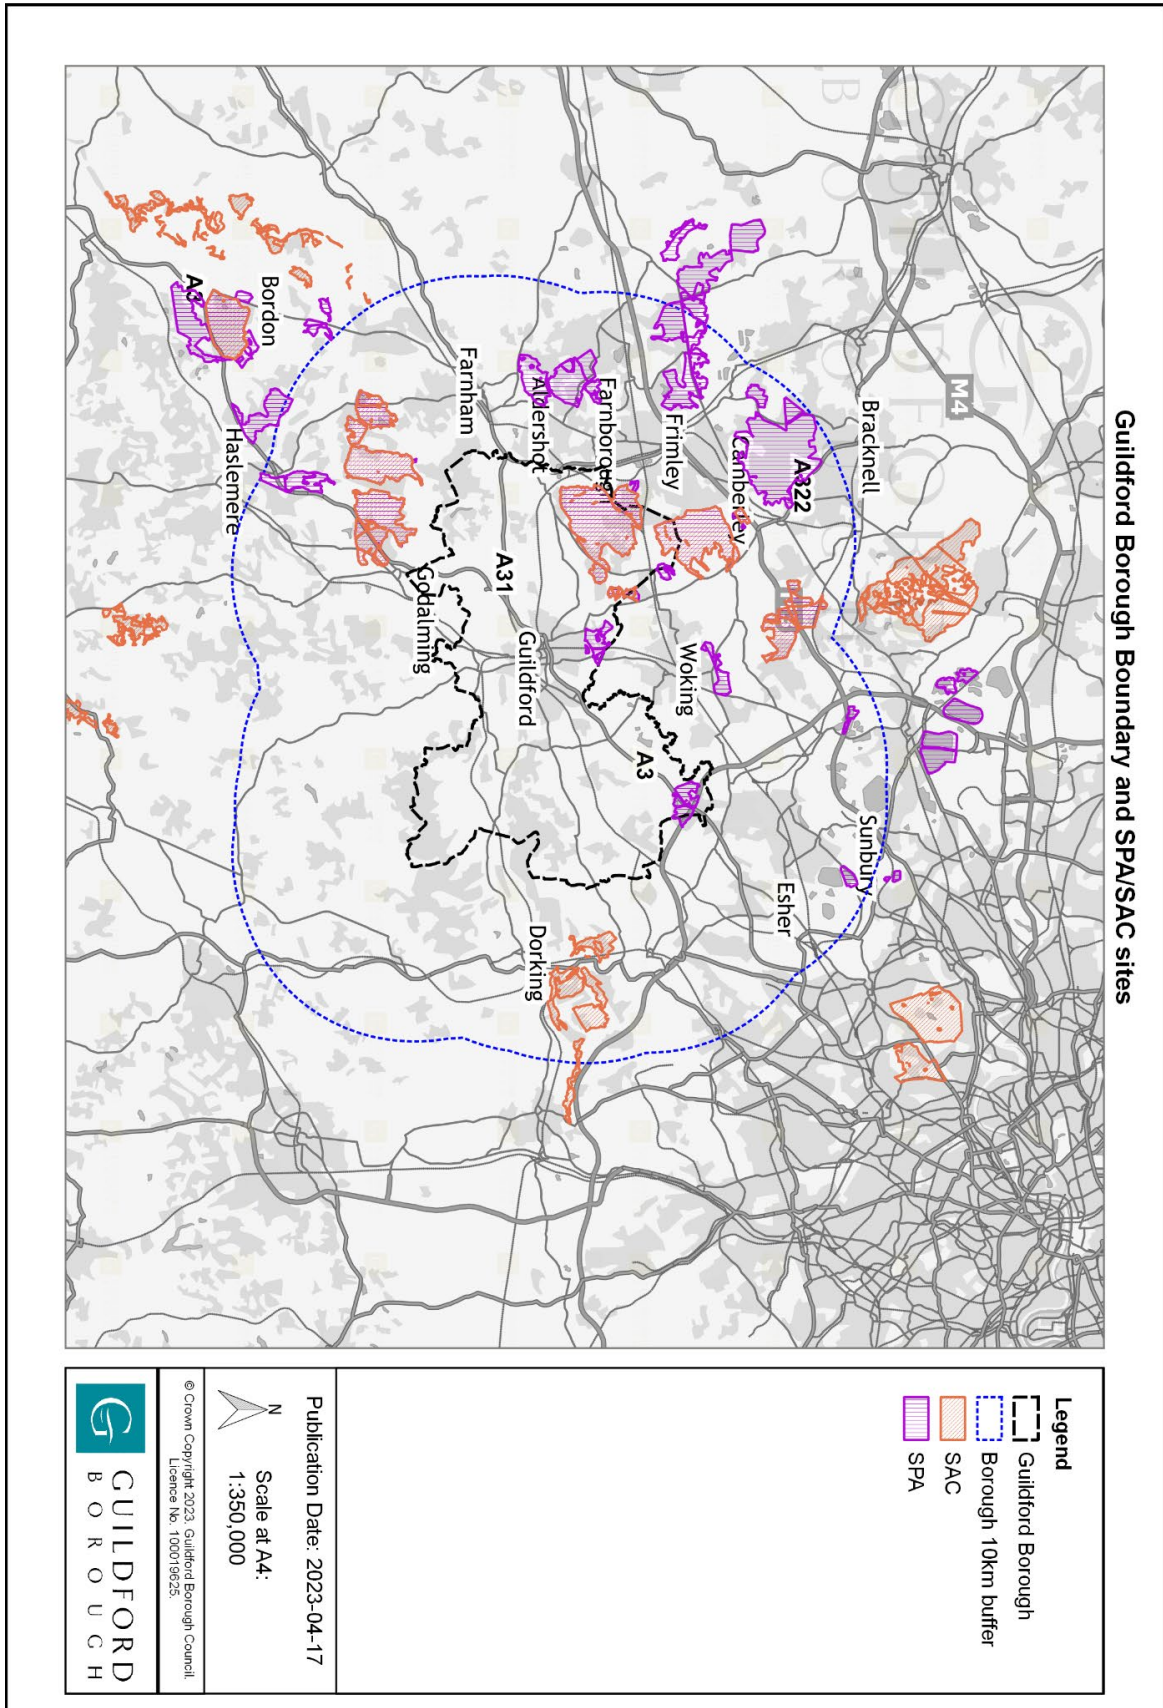 Guildford Borough Boundary and SPA/SAC sites
M4
Bracknell
A322
Camberley
Frimley
Farnborough
Aldershot
Farnham
Bordon
A3
Haslemere
Sunbury
Esher
Woking
A3
Guildford
A31
Godalming
Dorking
Legend
Guildford Borough
Borough 10km buffer
SAC
SPA
Publication Date: 2023-04-17
N
Scale at A4:
1:350,000
© Crown Copyright 2023. Guildford Borough Council.
Licence No. 100019625.
G
GUILDFORD
BOROUGH